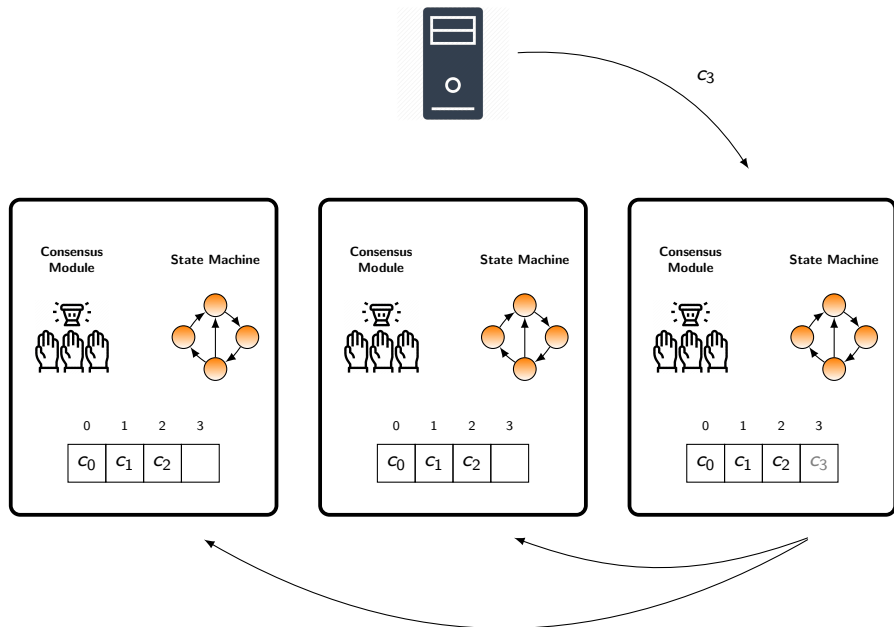 c₃
Consensus
Module
State Machine
0 1 2 3
c₀ c₁ c₂
Consensus
Module
State Machine
0 1 2 3
c₀ c₁ c₂
Consensus
Module
State Machine
0 1 2 3
c₀ c₁ c₂ c₃